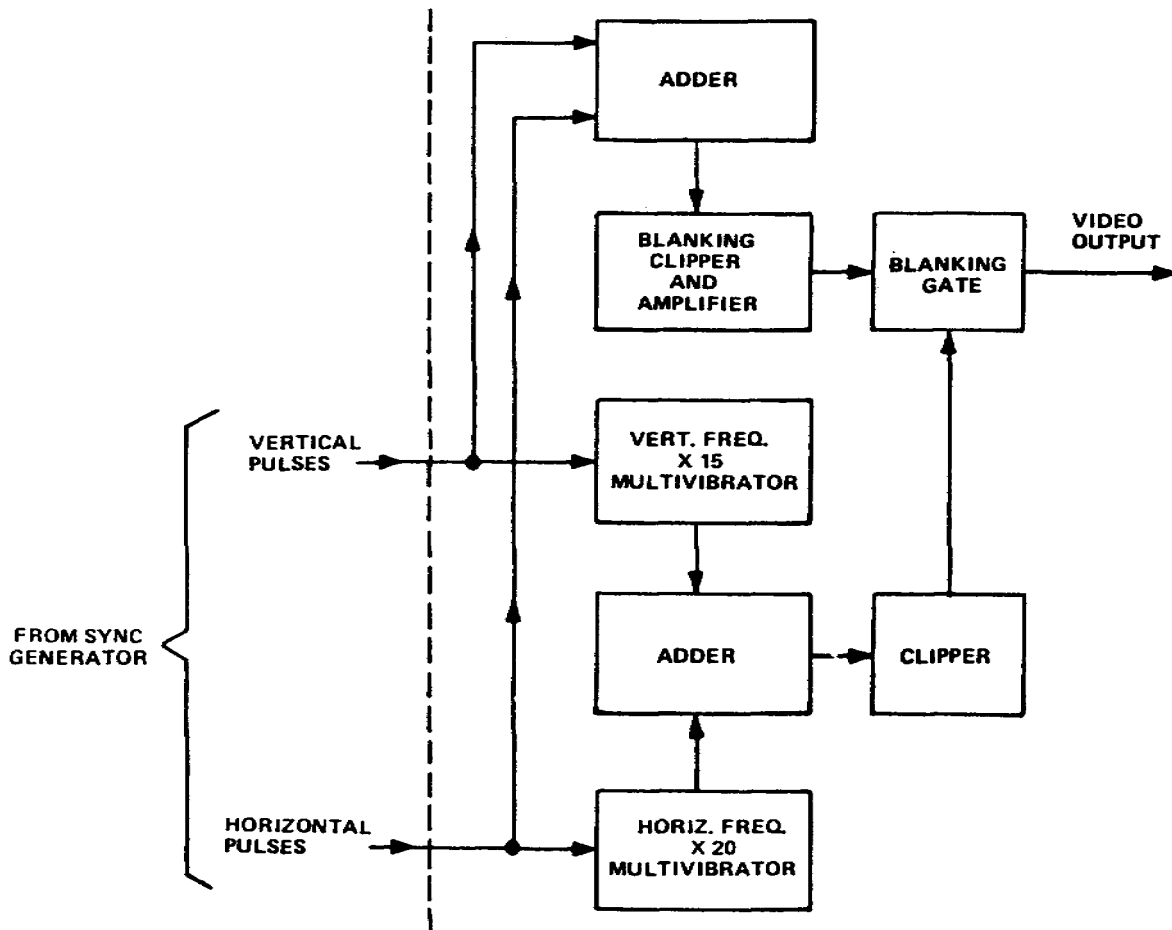 ADDER
BLANKING
CLIPPER
AND
AMPLIFIER
BLANKING
GATE
VIDEO
OUTPUT
VERTICAL
PULSES
VERT. FREQ.
X 15
MULTIVIBRATOR
FROM SYNC
GENERATOR
ADDER
CLIPPER
HORIZONTAL
PULSES
HORIZ. FREQ.
X 20
MULTIVIBRATOR